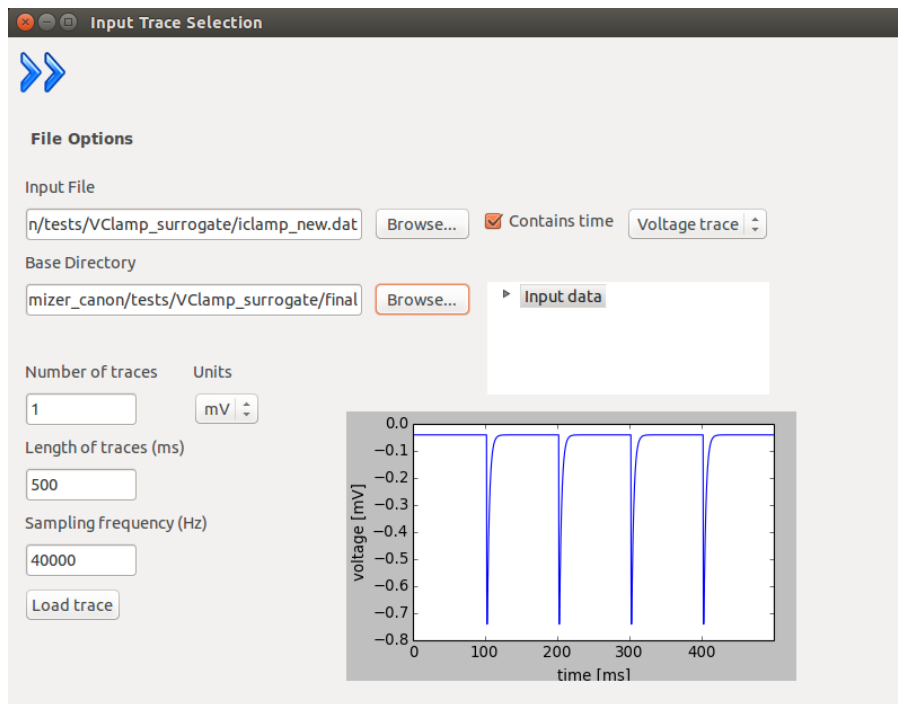 Input Trace Selection
File Options
Input File
n/tests/VClamp_surrogate/iclamp_new.dat Browse... Contains time Voltage trace
Base Directory
mizer_canon/tests/VClamp_surrogate/final Browse... Input data
Number of traces Units
1 mV
Length of traces (ms)
500
Sampling frequency (Hz)
40000
Load trace
0.0
−0.1
−0.2
−0.3
−0.4
−0.5
−0.6
−0.7
−0.8
voltage [mV]
0 100 200 300 400
time [ms]